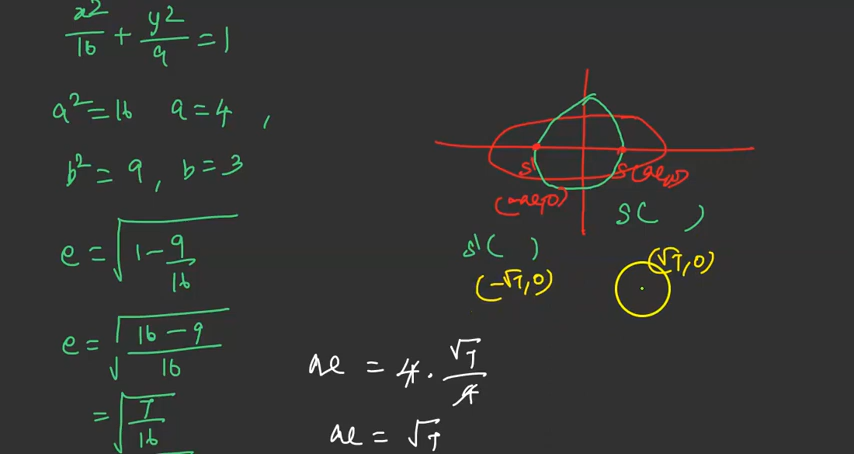 x²/16 + y²/9 = 1
a² = 16 a = 4 ,
b² = 9 , b = 3
e = √(1 - 9/16)
e = √((16 - 9)/16)
= √(7/16)
S' S(ae,0)
(-ae,0)
S( )
S'( )
(-√7, 0) (√7, 0)
ae = 4 · √7/4
ae = √7